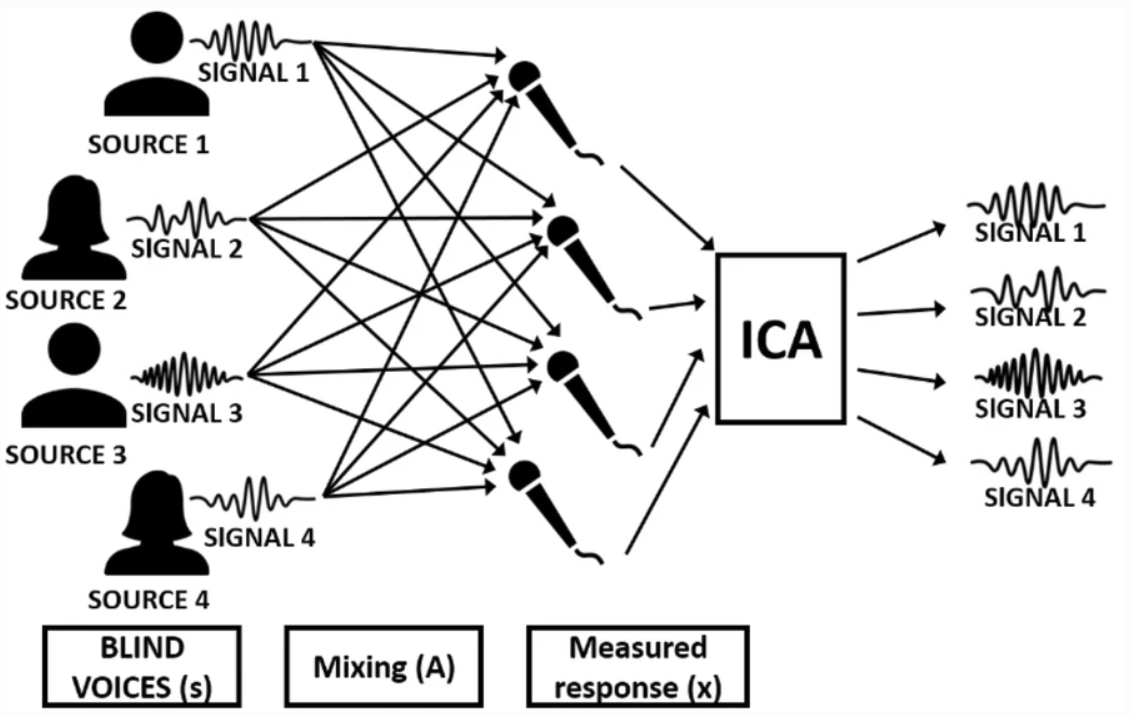 SIGNAL 1
SOURCE 1
SIGNAL 2
SOURCE 2
SIGNAL 3
SOURCE 3
SIGNAL 4
SOURCE 4
ICA
SIGNAL 1
SIGNAL 2
SIGNAL 3
SIGNAL 4
BLIND
VOICES (s)
Mixing (A)
Measured
response (x)